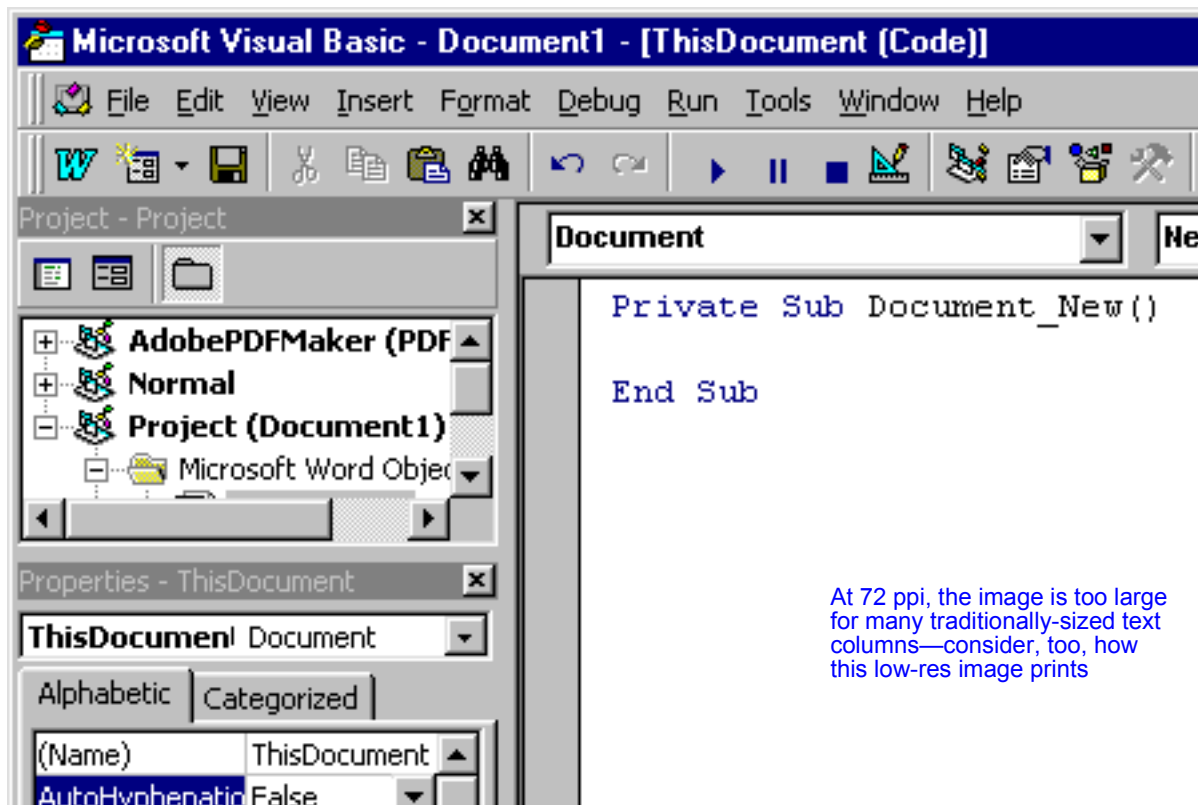 Microsoft Visual Basic - Document1 - [ThisDocument (Code)]
File Edit View Insert Format Debug Run Tools Window Help
Project - Project
Document
Ne
Private Sub Document_New()
End Sub
AdobePDFMaker (PDF
Normal
Project (Document1)
Microsoft Word Objec
Properties - ThisDocument
ThisDocument Document
Alphabetic Categorized
(Name) ThisDocument
AutoHyphenatio False
At 72 ppi, the image is too large
for many traditionally-sized text
columns—consider, too, how
this low-res image prints